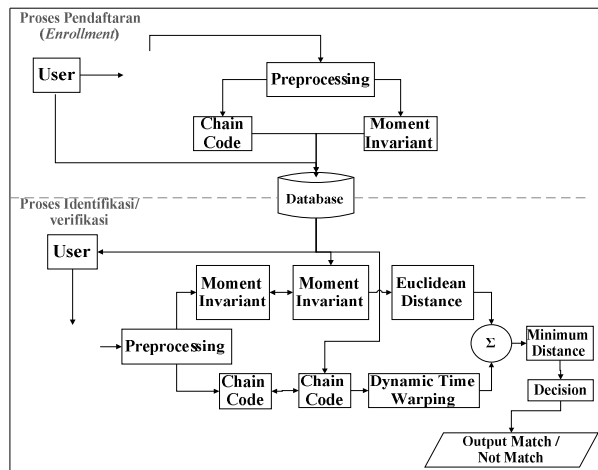 Proses Pendaftaran
(Enrollment)
User
Preprocessing
Chain
Code
Moment
Invariant
Database
Proses Identifikasi/
verifikasi
User
Moment
Invariant
Moment
Invariant
Euclidean
Distance
Preprocessing
Σ
Minimum
Distance
Chain
Code
Chain
Code
Dynamic Time
Warping
Decision
Output Match /
Not Match